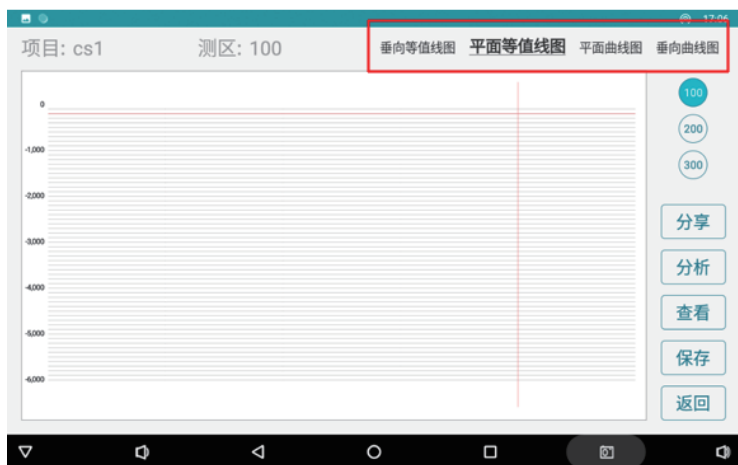 17:06
项目: cs1 测区: 100 垂向等值线图 平面等值线图 平面曲线图 垂向曲线图
100
0
200
-1,000
300
-2,000
分享
-3,000
分析
-4,000
查看
-5,000
保存
-6,000
返回